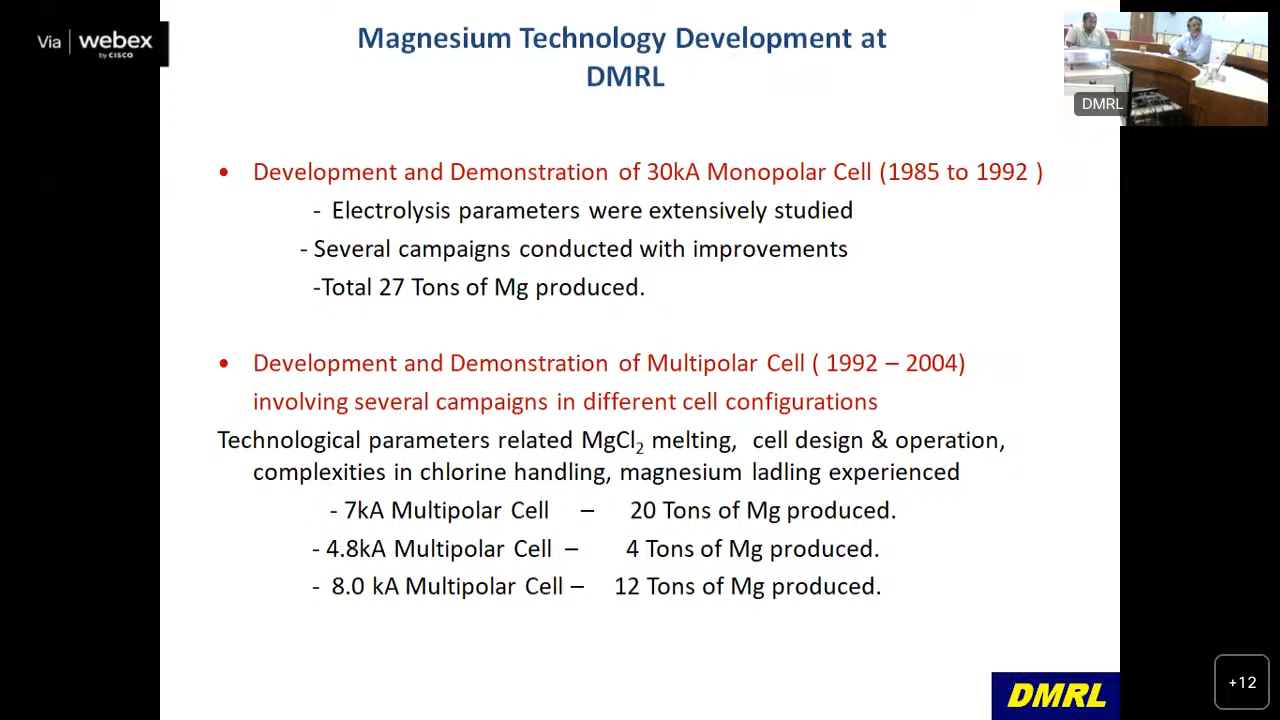 Via webex
by CISCO
Magnesium Technology Development at
DMRL
DMRL
• Development and Demonstration of 30kA Monopolar Cell (1985 to 1992 )
- Electrolysis parameters were extensively studied
- Several campaigns conducted with improvements
-Total 27 Tons of Mg produced.
• Development and Demonstration of Multipolar Cell ( 1992 – 2004)
involving several campaigns in different cell configurations
Technological parameters related MgCl₂ melting, cell design & operation,
complexities in chlorine handling, magnesium ladling experienced
- 7kA Multipolar Cell – 20 Tons of Mg produced.
- 4.8kA Multipolar Cell – 4 Tons of Mg produced.
- 8.0 kA Multipolar Cell – 12 Tons of Mg produced.
DMRL
+12